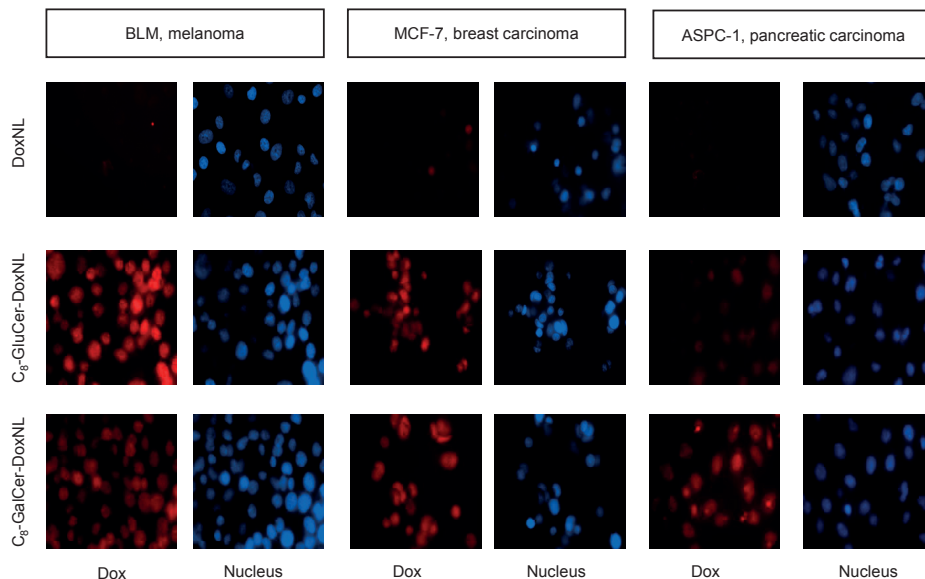 BLM, melanoma
MCF-7, breast carcinoma
ASPC-1, pancreatic carcinoma
DoxNL
C₈-GluCer-DoxNL
C₈-GalCer-DoxNL
Dox
Nucleus
Dox
Nucleus
Dox
Nucleus